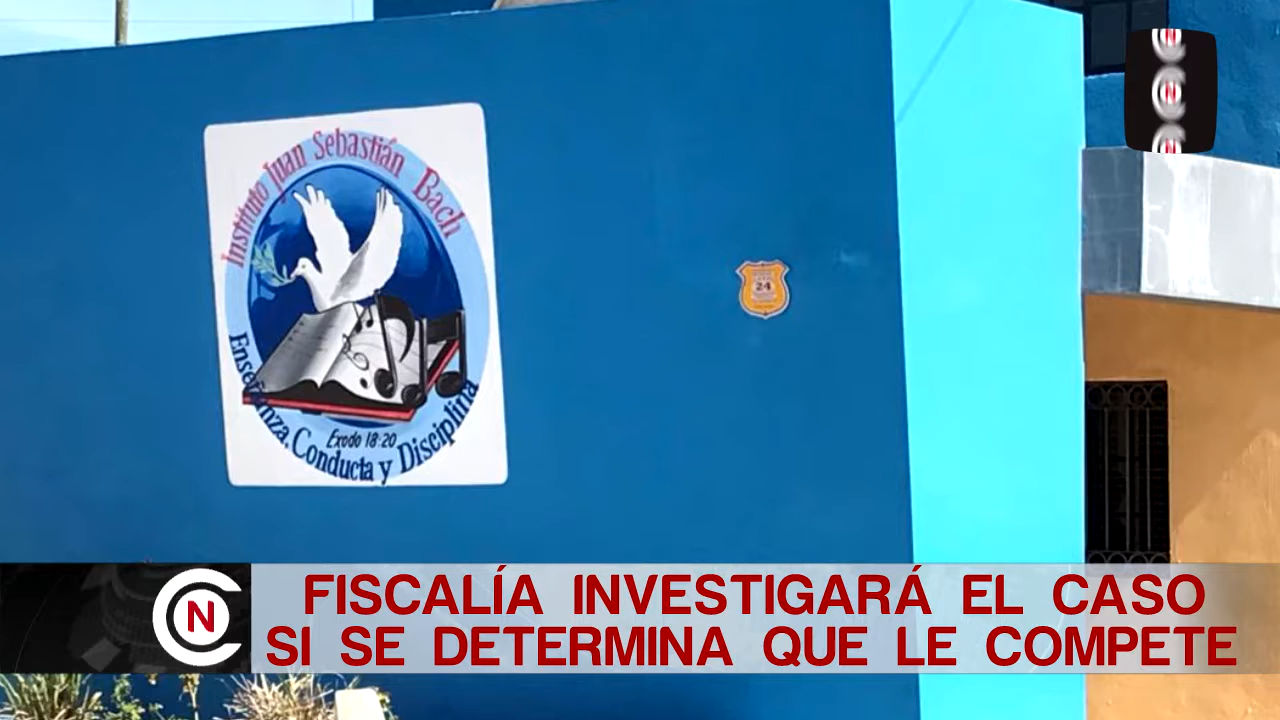 Instituto Juan Sebastián Bach
Enseñanza, Conducta y Disciplina
Exodo 18:20
24
N
N
N
FISCALÍA INVESTIGARÁ EL CASO
N
SI SE DETERMINA QUE LE COMPETE